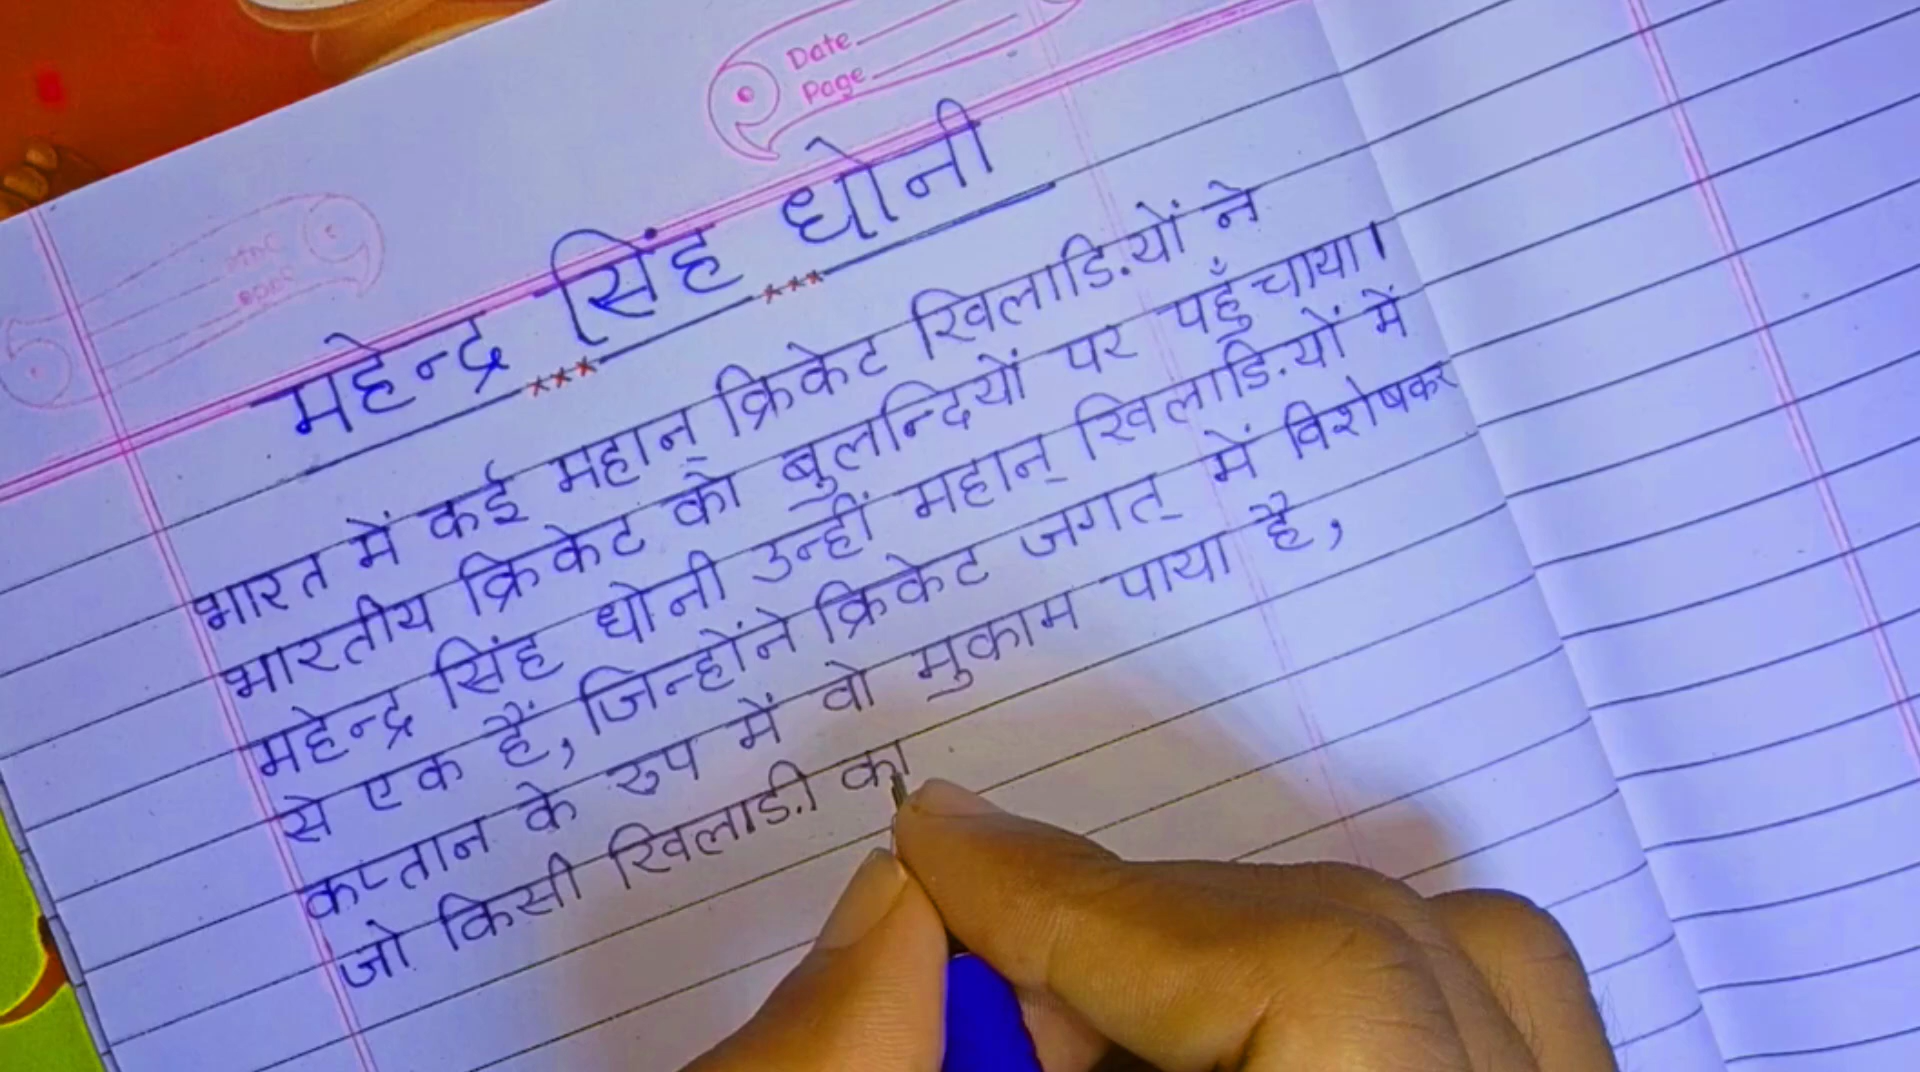 Date
Page
महेन्द्र सिंह धोनी
भारत में कई महान् क्रिकेट खिलाड़ियों ने
भारतीय क्रिकेट को बुलन्दियों पर पहुँचाया।
महेन्द्र सिंह धोनी उन्हीं महान् खिलाड़ियों में
से एक हैं, जिन्होंने क्रिकेट जगत् में विशेषकर
कप्तान के रुप में वो मुकाम पाया है,
जो किसी खिलाड़ी का